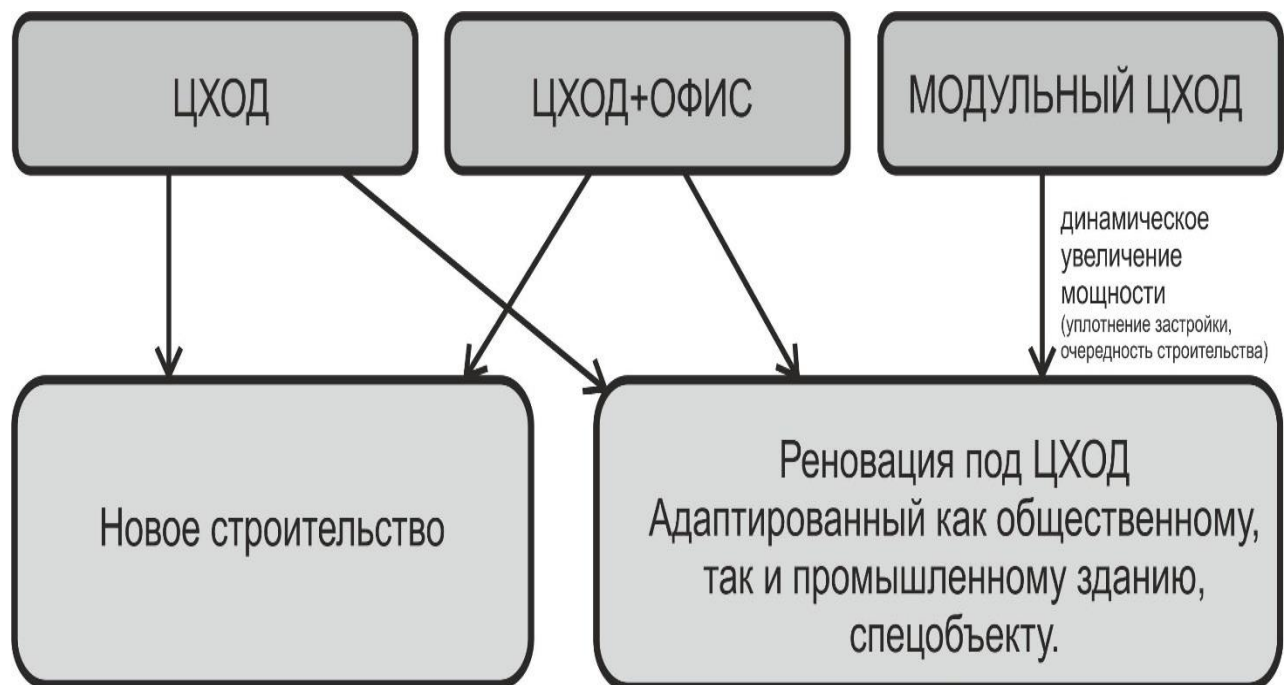 ЦХОД
ЦХОД+ОФИС
МОДУЛЬНЫЙ ЦХОД
динамическое
увеличение
мощности
(уплотнение застройки,
очередность строительства)
Новое строительство
Реновация под ЦХОД
Адаптированный как общественному,
так и промышленному зданию,
спецобъекту.